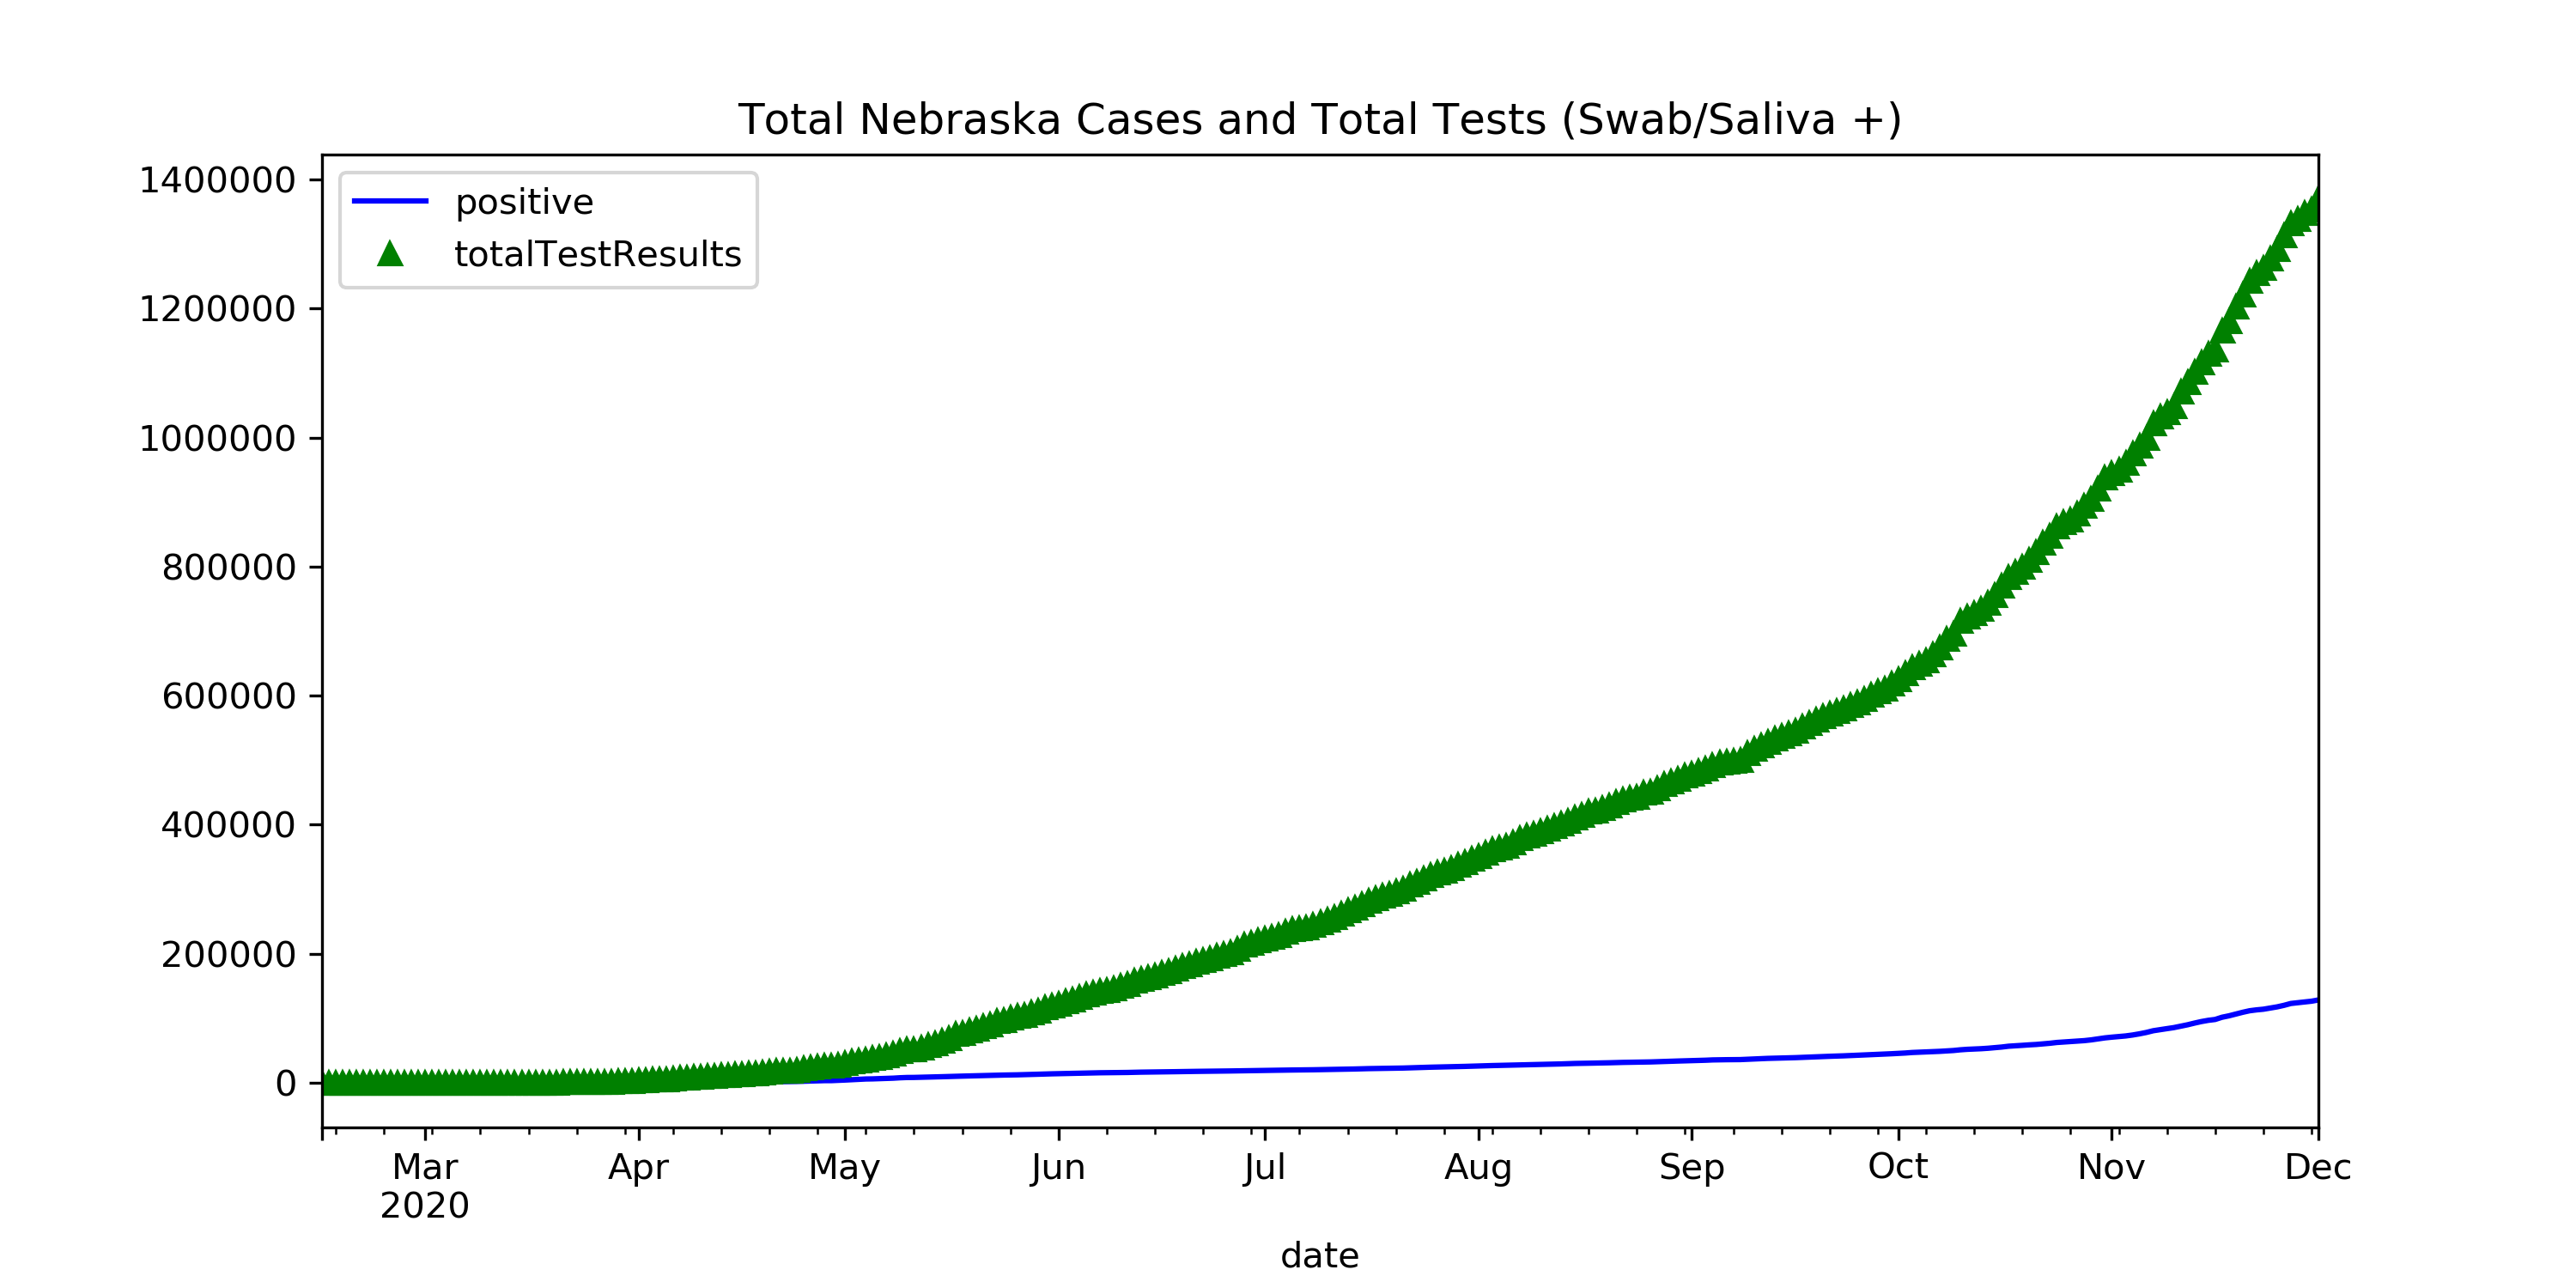 Total Nebraska Cases and Total Tests (Swab/Saliva +)
positive
totalTestResults
1400000
1200000
1000000
800000
600000
400000
200000
0
Mar Apr May Jun Jul Aug Sep Oct Nov Dec
2020
date